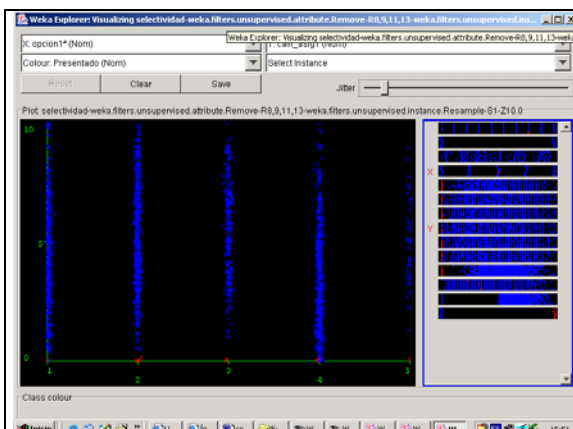 Weka Explorer: Visualizing selectividad-weka.filters.unsupervised.attribute.Remove-R8,9,11,13-weka.filters.unsupervised.ins...
Weka Explorer: Visualizing selectividad-weka.filters.unsupervised.attribute.Remove-R8,9,11,13-weka
X: opcion1ª (Nom)
Y: calif_asig1 (Num)
Colour: Presentado (Nom)
Select Instance
Reset
Clear
Save
Jitter
Plot: selectividad-weka.filters.unsupervised.attribute.Remove-R8,9,11,13-weka.filters.unsupervised.instance.Resample-S1-Z10.0
10
5
0
1
2
3
4
5
X
Y
Class colour
Inicio